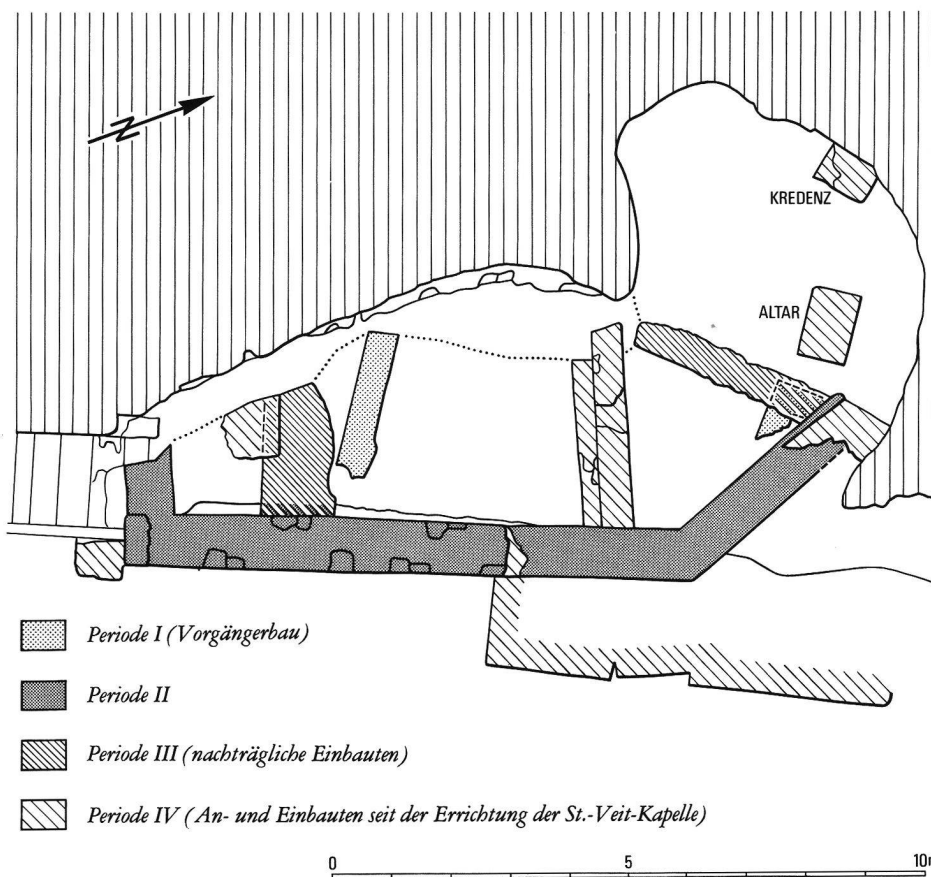 N
KREDENZ
ALTAR
Periode I (Vorgängerbau)
Periode II
Periode III (nachträgliche Einbauten)
Periode IV (An- und Einbauten seit der Errichtung der St.-Veit-Kapelle)
0 5 10m